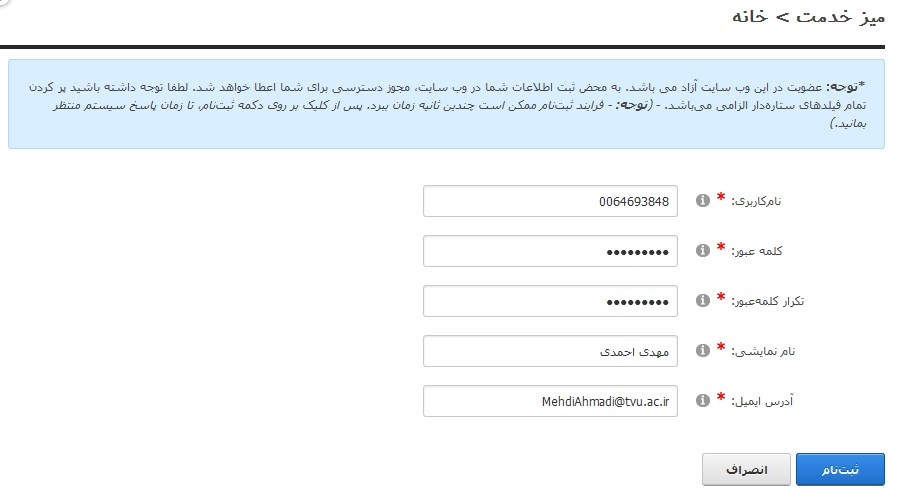 میز خدمت > خانه
*توجه: عضویت در این وب سایت آزاد می باشد. به محض ثبت اطلاعات شما در وب سایت، مجوز دسترسی برای شما اعطا خواهد شد. لطفا توجه داشته باشید پر کردن
تمام فیلدهای ستاره‌دار الزامی می‌باشد. - (توجه: - فرایند ثبت‌نام ممکن است چندین ثانیه زمان ببرد. پس از کلیک بر روی دکمه ثبت‌نام، تا زمان پاسخ سیستم منتظر
بمانید.)
نام‌کاربری: * 0064693848
کلمه عبور: * •••••••••
تکرار کلمه‌عبور: * •••••••••
نام نمایشی: * مهدی احمدی
آدرس ایمیل: * MehdiAhmadi@tvu.ac.ir
ثبت‌نام انصراف